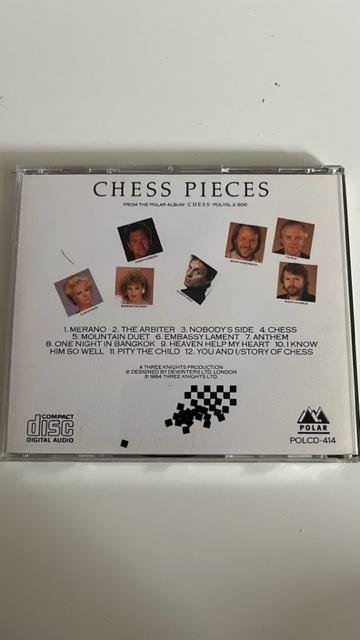 CHESS PIECES
FROM THE POLAR ALBUM · CHESS · POLYXL 2-600
1. MERANO 2. THE ARBITER 3. NOBODY'S SIDE 4. CHESS
5. MOUNTAIN DUET 6. EMBASSY LAMENT 7. ANTHEM
8. ONE NIGHT IN BANGKOK 9. HEAVEN HELP MY HEART 10. I KNOW
HIM SO WELL 11. PITY THE CHILD 12. YOU AND I/STORY OF CHESS
A THREE KNIGHTS PRODUCTION
© DESIGNED BY DEWINTERS LTD. LONDON
℗ 1984 THREE KNIGHTS LTD.
COMPACT
disc
DIGITAL AUDIO
POLAR
POLCD-414